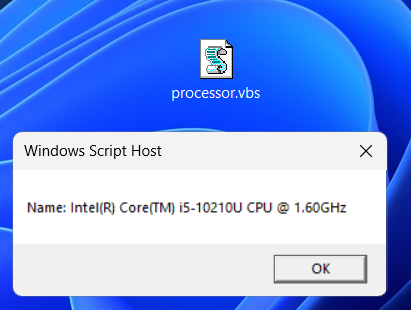 processor.vbs
Windows Script Host
Name: Intel(R) Core(TM) i5-10210U CPU @ 1.60GHz
OK